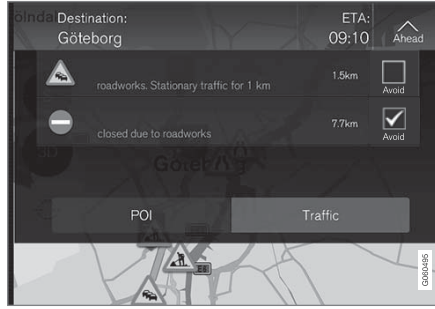 Destination:
ETA:
Göteborg
09:10
Ahead
roadworks. Stationary traffic for 1 km
1.5km
Avoid
closed due to roadworks
7.7km
Avoid
POI
Traffic
E6
G060495